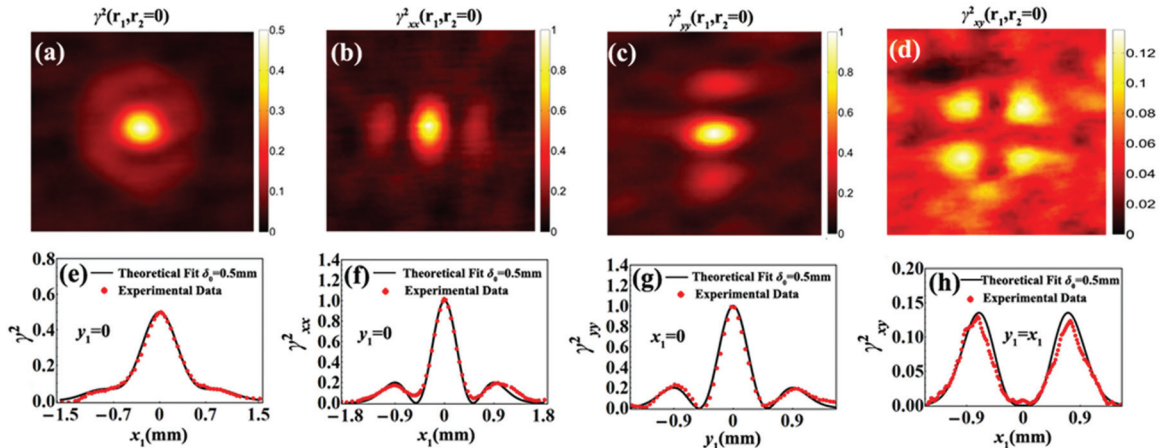 γ²(r₁,r₂=0)
γ²ₓₓ(r₁,r₂=0)
γ²yy(r₁,r₂=0)
γ²ₓy(r₁,r₂=0)
(a)
0.5
0.4
0.3
0.2
0.1
0
(b)
1
0.8
0.6
0.4
0.2
0
(c)
1
0.8
0.6
0.4
0.2
0
(d)
0.12
0.1
0.08
0.06
0.04
0.02
0
(e)
Theoretical Fit δ₀=0.5mm
Experimental Data
y₁=0
γ²
0.8
0.6
0.4
0.2
0.0
-1.5 -0.7 0 0.7 1.5
x₁(mm)
(f)
Theoretical Fit δ₀=0.5mm
Experimental Data
y₁=0
γ²ₓₓ
1.4
1.2
1.0
0.8
0.6
0.4
0.2
0.0
-1.8 -0.9 0 0.9 1.8
x₁(mm)
(g)
Theoretical Fit δ₀=0.5mm
Experimental Data
x₁=0
γ²yy
1.4
1.2
1.0
0.8
0.6
0.4
0.2
0.0
-0.9 0 0.9
y₁(mm)
(h)
Theoretical Fit δ₀=0.5mm
Experimental Data
y₁=x₁
γ²ₓy
0.20
0.15
0.10
0.05
0.00
-0.9 0 0.9
x₁(mm)